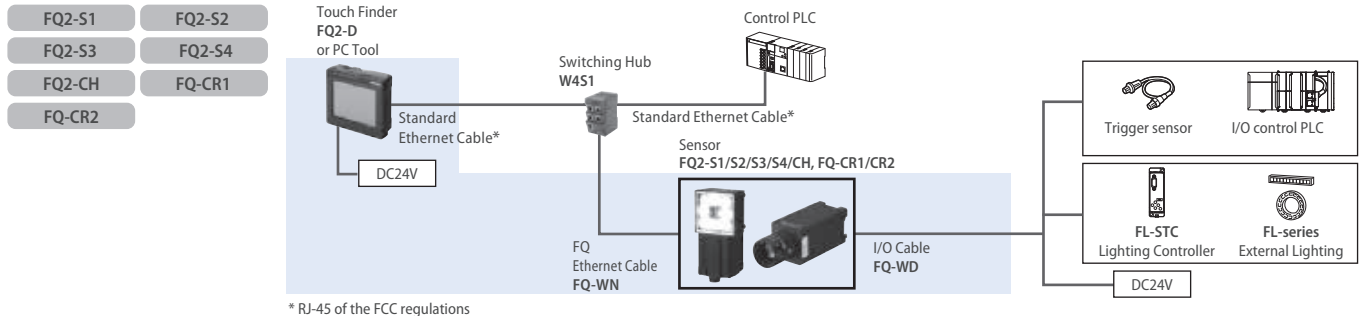 FQ2-S1
FQ2-S2
FQ2-S3
FQ2-S4
FQ2-CH
FQ-CR1
FQ-CR2
Touch Finder
FQ2-D
or PC Tool
Standard
Ethernet Cable*
DC24V
Switching Hub
W4S1
Control PLC
Standard Ethernet Cable*
Sensor
FQ2-S1/S2/S3/S4/CH, FQ-CR1/CR2
FQ
Ethernet Cable
FQ-WN
I/O Cable
FQ-WD
Trigger sensor
I/O control PLC
FL-STC
Lighting Controller
FL-series
External Lighting
DC24V
* RJ-45 of the FCC regulations